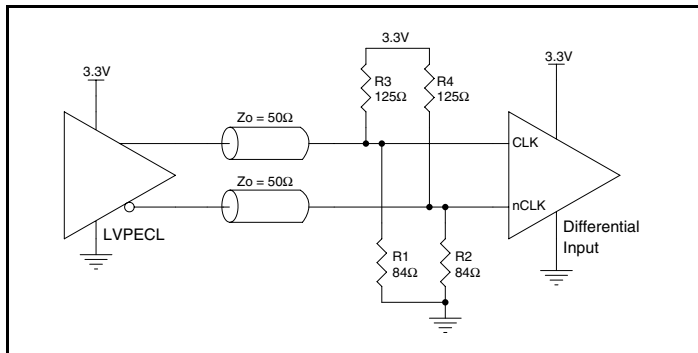 3.3V
3.3V
3.3V
R3
125Ω
R4
125Ω
Zo = 50Ω
CLK
Zo = 50Ω
nCLK
LVPECL
Differential
Input
R1
84Ω
R2
84Ω